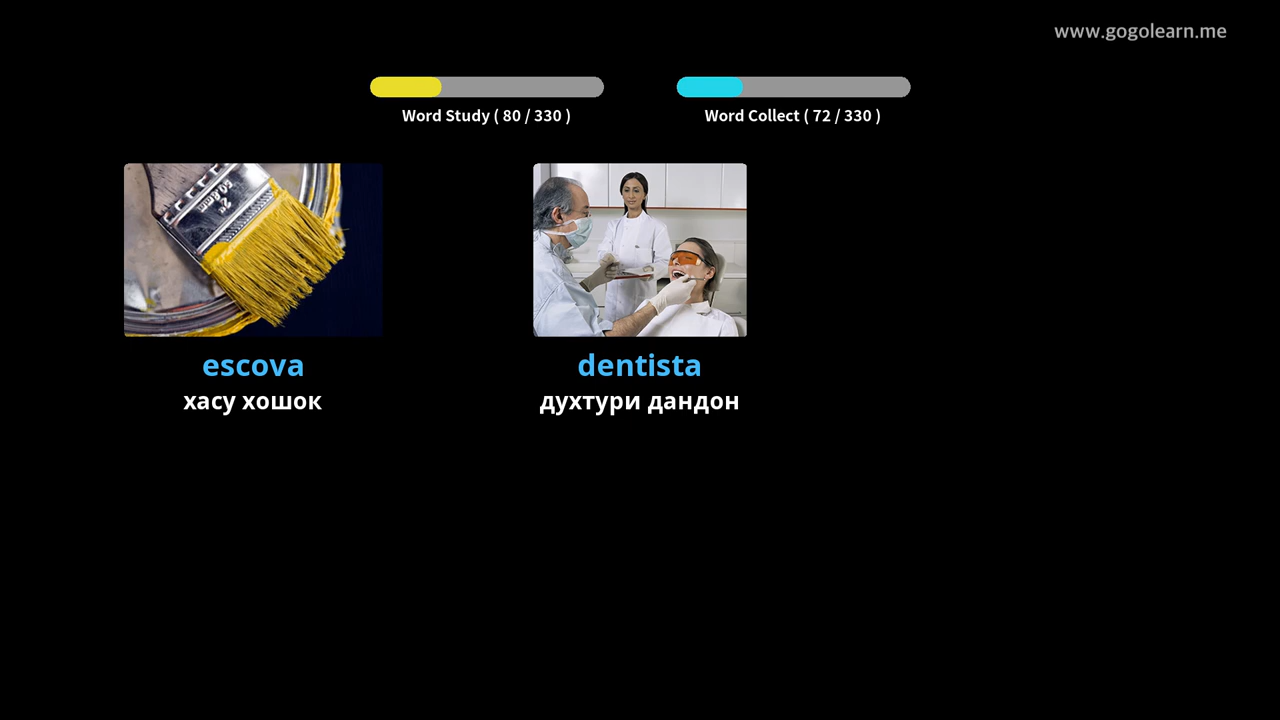 www.gogolearn.me
Word Study ( 80 / 330 )
Word Collect ( 72 / 330 )
escova
хасу хошок
dentista
духтури дандон